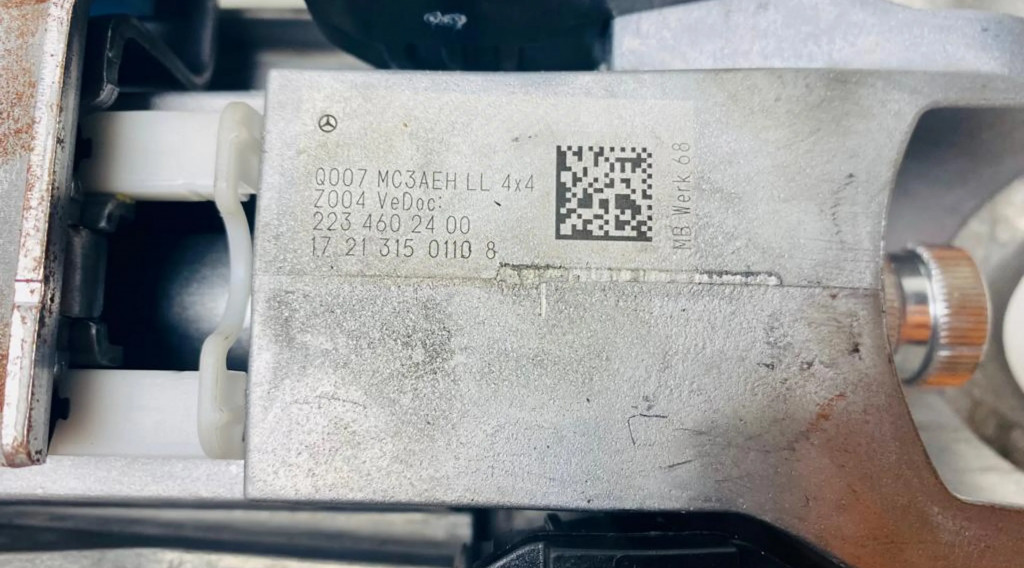 Q007 MC3AEH LL 4x4
Z004 VeDoc:
223 460 24 00
17 21 315 0110 8
MB Werk 68